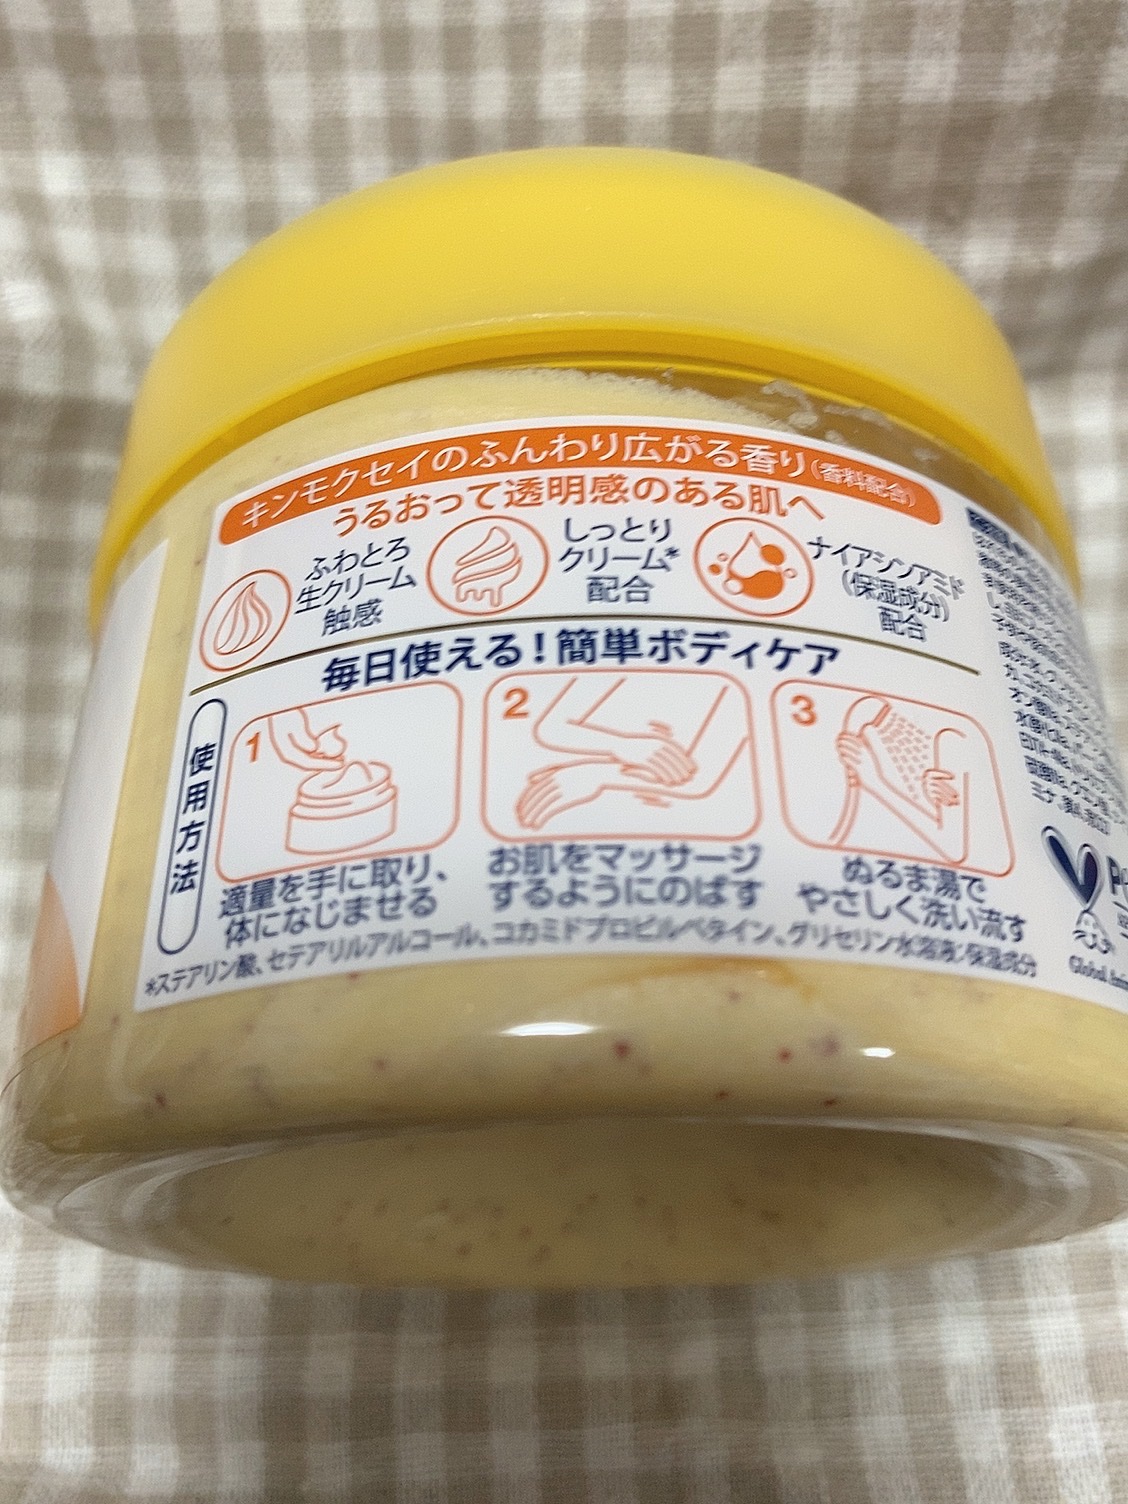 キンモクセイのふんわり広がる香り(香料配合)
うるおって透明感のある肌へ
ふわとろ
生クリーム
触感
しっとり
クリーム*
配合
ナイアシンアミド
(保湿成分)
配合
毎日使える!簡単ボディケア
使用方法
1
適量を手に取り、
体になじませる
2
お肌をマッサージ
するようにのばす
3
ぬるま湯で
やさしく洗い流す
*ステアリン酸、セテアリルアルコール、コカミドプロピルベタイン、グリセリン水溶液:保湿成分
Global